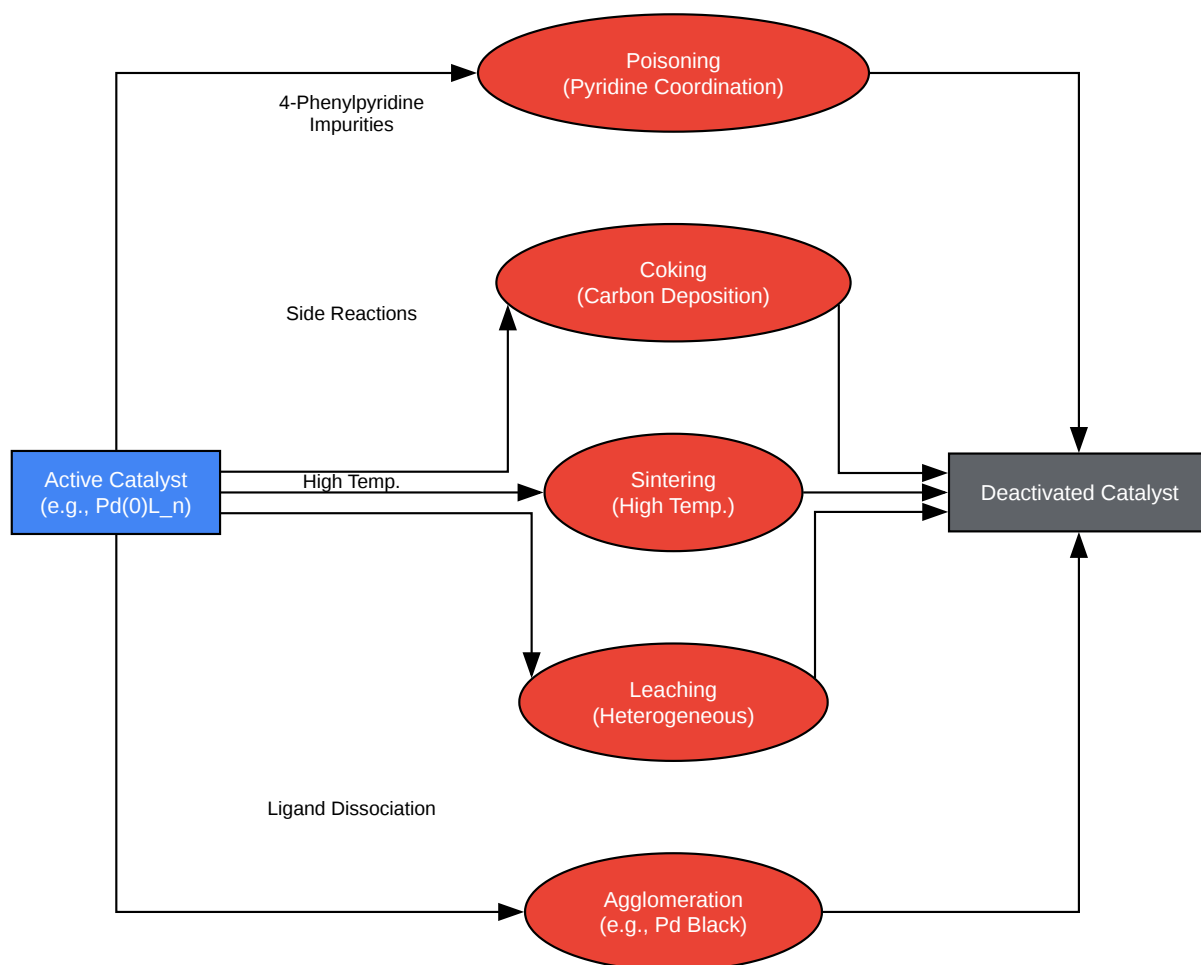 Poisoning
(Pyridine Coordination)
4-Phenylpyridine
Impurities
Coking
(Carbon Deposition)
Side Reactions
Active Catalyst
(e.g., Pd(0)L_n)
High Temp.
Sintering
(High Temp.)
Deactivated Catalyst
Leaching
(Heterogeneous)
Ligand Dissociation
Agglomeration
(e.g., Pd Black)